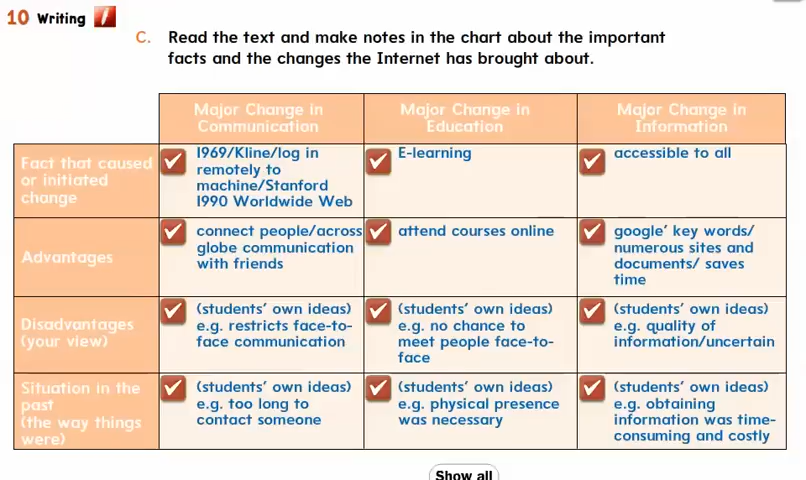 10 Writing
C. Read the text and make notes in the chart about the important
facts and the changes the Internet has brought about.
Major Change in
Communication
Major Change in
Education
Major Change in
Information
Fact that caused
or initiated
change
1969/Kline/log in
remotely to
machine/Stanford
1990 Worldwide Web
E-learning
accessible to all
Advantages
connect people/across
globe communication
with friends
attend courses online
google’ key words/
numerous sites and
documents/ saves
time
Disadvantages
(your view)
(students’ own ideas)
e.g. restricts face-to-
face communication
(students’ own ideas)
e.g. no chance to
meet people face-to-
face
(students’ own ideas)
e.g. quality of
information/uncertain
Situation in the
past
(the way things
were)
(students’ own ideas)
e.g. too long to
contact someone
(students’ own ideas)
e.g. physical presence
was necessary
(students’ own ideas)
e.g. obtaining
information was time-
consuming and costly
Show all